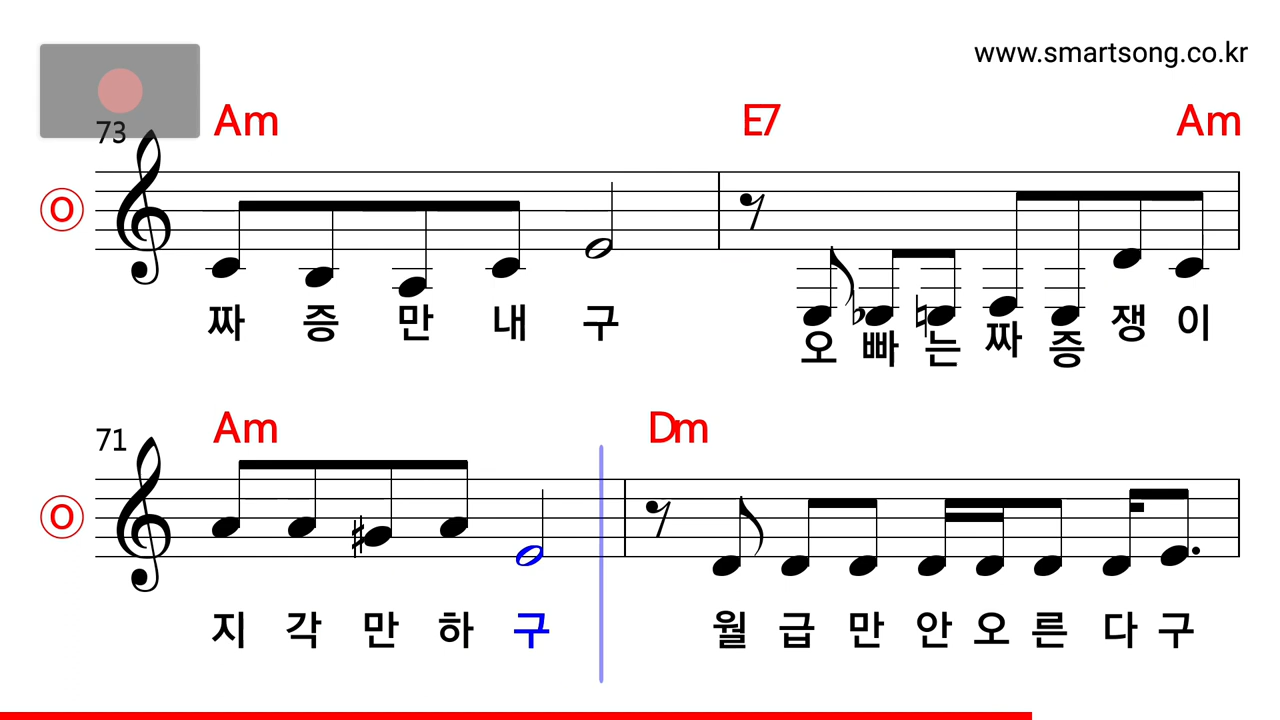 www.smartsong.co.kr
73 Am E7 Am
O
짜 증 만 내 구 오 빠 는 짜 증 쟁 이
71 Am Dm
O
지 각 만 하 구 월 급 만 안 오 른 다 구